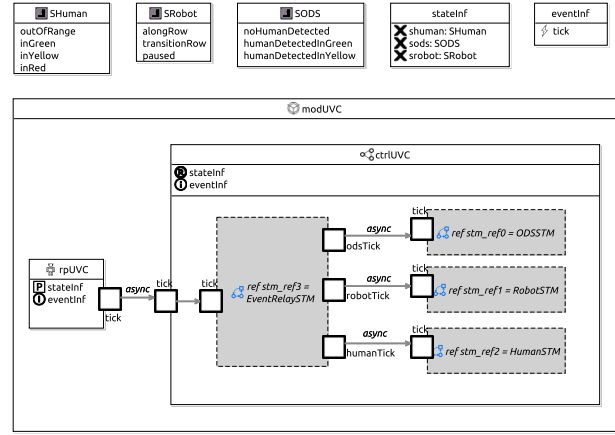 SHuman
outOfRange
inGreen
inYellow
inRed
SRobot
alongRow
transitionRow
paused
SODS
noHumanDetected
humanDetectedInGreen
humanDetectedInYellow
stateInf
shuman: SHuman
sods: SODS
srobot: SRobot
eventInf
tick
modUVC
ctrlUVC
R stateInf
I eventInf
rpUVC
P stateInf
I eventInf
tick
async
tick
tick
ref stm_ref3 =
EventRelaySTM
odsTick
async
tick
ref stm_ref0 = ODSSTM
robotTick
async
tick
ref stm_ref1 = RobotSTM
humanTick
async
tick
ref stm_ref2 = HumanSTM